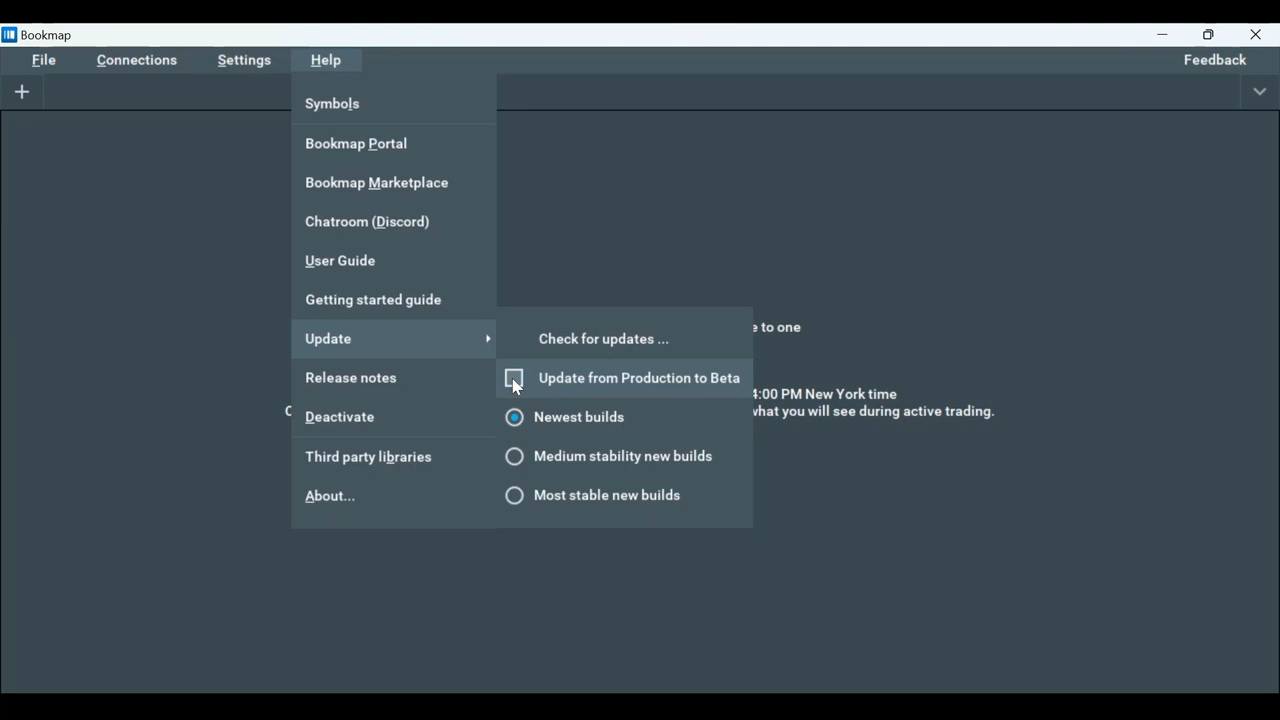 Bookmap
File Connections Settings Help Feedback
Symbols
Bookmap Portal
Bookmap Marketplace
Chatroom (Discord)
User Guide
Getting started guide
to one
Update Check for updates ...
Release notes Update from Production to Beta
:00 PM New York time
what you will see during active trading.
Deactivate Newest builds
Third party libraries Medium stability new builds
About... Most stable new builds